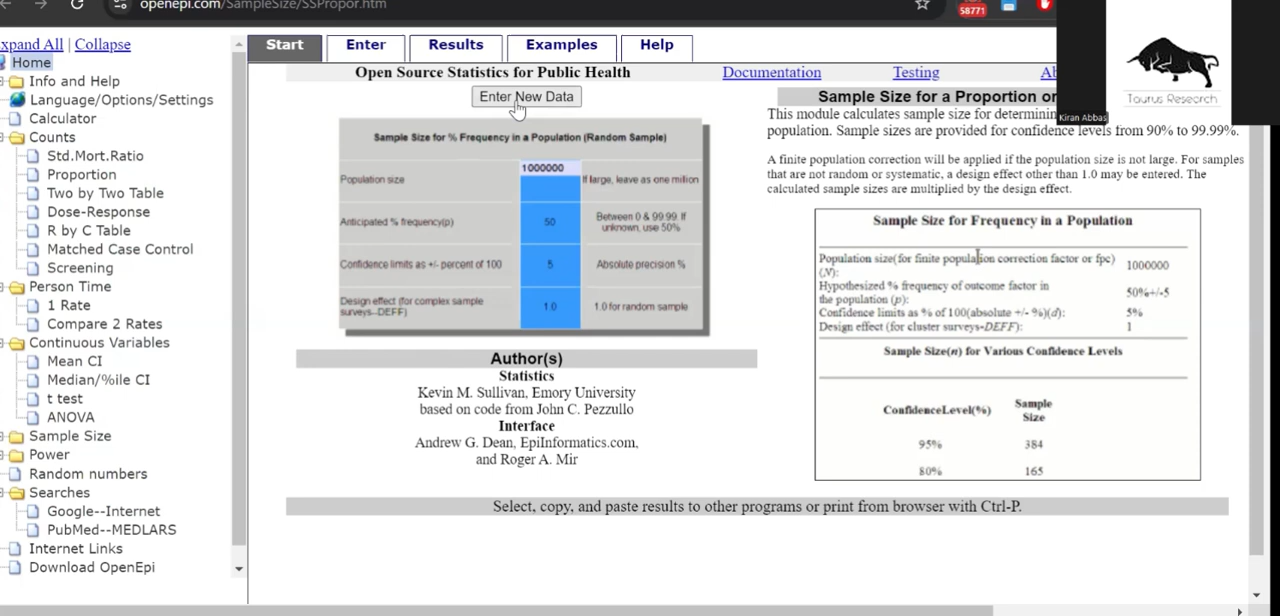 openepi.com/SampleSize/SSPropor.htm
58771
xpand All | Collapse
Home
Info and Help
Language/Options/Settings
Calculator
Counts
Std.Mort.Ratio
Proportion
Two by Two Table
Dose-Response
R by C Table
Matched Case Control
Screening
Person Time
1 Rate
Compare 2 Rates
Continuous Variables
Mean CI
Median/%ile CI
t test
ANOVA
Sample Size
Power
Random numbers
Searches
Google--Internet
PubMed--MEDLARS
Internet Links
Download OpenEpi
Start Enter Results Examples Help
Open Source Statistics for Public Health Documentation Testing Ab
Enter New Data
Sample Size for % Frequency in a Population (Random Sample)
Population size 1000000 If large, leave as one million
Anticipated % frequency(p) 50 Between 0 & 99.99. If unknown, use 50%
Confidence limits as +/- percent of 100 5 Absolute precision %
Design effect (for complex sample surveys--DEFF) 1.0 1.0 for random sample
Author(s)
Statistics
Kevin M. Sullivan, Emory University
based on code from John C. Pezzullo
Interface
Andrew G. Dean, EpiInformatics.com,
and Roger A. Mir
Sample Size for a Proportion or
This module calculates sample size for determinin
population. Sample sizes are provided for confidence levels from 90% to 99.99%.
A finite population correction will be applied if the population size is not large. For samples
that are not random or systematic, a design effect other than 1.0 may be entered. The
calculated sample sizes are multiplied by the design effect.
Sample Size for Frequency in a Population
Population size(for finite population correction factor or fpc)
(N): 1000000
Hypothesized % frequency of outcome factor in
the population (p): 50%+/-5
Confidence limits as % of 100(absolute +/- %)(d): 5%
Design effect (for cluster surveys-DEFF): 1
Sample Size(n) for Various Confidence Levels
ConfidenceLevel(%) Sample Size
95% 384
80% 165
Select, copy, and paste results to other programs or print from browser with Ctrl-P.
Taurus Research
Kiran Abbas